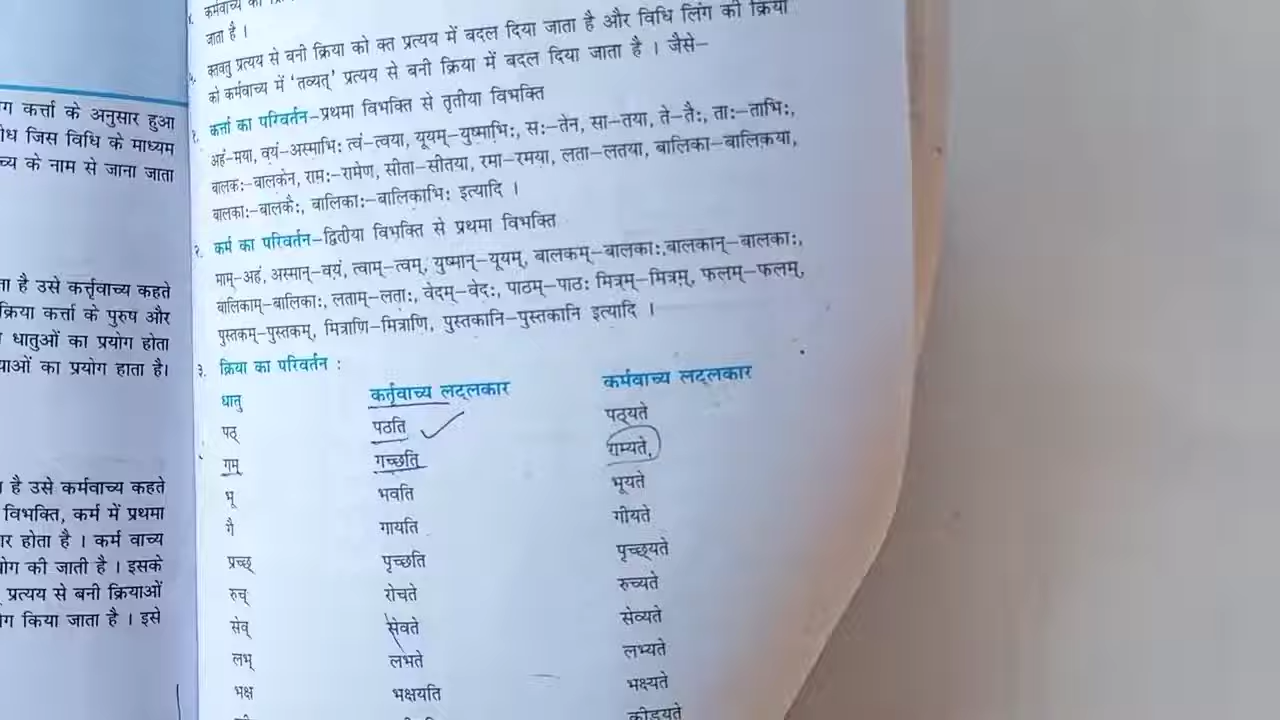 ग कर्त्ता के अनुसार हुआ
ोध जिस विधि के माध्यम
च्य के नाम से जाना जाता
ता है उसे कर्त्तृवाच्य कहते
क्रिया कर्त्ता के पुरुष और
धातुओं का प्रयोग होता
याओं का प्रयोग हाता है।
है उसे कर्मवाच्य कहते
विभक्ति, कर्म में प्रथमा
ार होता है । कर्म वाच्य
योग की जाती है । इसके
प्रत्यय से बनी क्रियाओं
ोग किया जाता है । इसे
कर्मवाच्य
जाता है ।
क्तवतु प्रत्यय से बनी क्रिया को क्त प्रत्यय में बदल दिया जाता है और विधि लिंग की क्रिया
को कर्मवाच्य में 'तव्यत्' प्रत्यय से बनी क्रिया में बदल दिया जाता है । जैसे–
१. कर्त्ता का परिवर्तन–प्रथमा विभक्ति से तृतीया विभक्ति
अहं-मया, वयं-अस्माभिः त्वं-त्वया, यूयम्-युष्माभिः, सः-तेन, सा-तया, ते-तैः, ताः-ताभिः,
बालकः-बालकेन, रामः-रामेण, सीता-सीतया, रमा-रमया, लता-लतया, बालिका-बालिकया,
बालकाः-बालकैः, बालिकाः-बालिकाभिः इत्यादि ।
२. कर्म का परिवर्तन–द्वितीया विभक्ति से प्रथमा विभक्ति
माम्-अहं, अस्मान्-वयं, त्वाम्-त्वम्, युष्मान्-यूयम्, बालकम्-बालकाः,बालकान्-बालकाः,
बालिकाम्-बालिकाः, लताम्-लताः, वेदम्-वेदः, पाठम्-पाठः मित्रम्-मित्रम्, फलम्-फलम्,
पुस्तकम्-पुस्तकम्, मित्राणि-मित्राणि, पुस्तकानि-पुस्तकानि इत्यादि ।
३. क्रिया का परिवर्तन :
धातु कर्तृवाच्य लट्लकार कर्मवाच्य लट्लकार
पठ् पठति पठ्यते
गम् गच्छति गम्यते,
भू भवति भूयते
गै गायति गीयते
प्रच्छ् पृच्छति पृच्छ्यते
रुच् रोचते रुच्यते
सेव् सेवते सेव्यते
लभ् लभते लभ्यते
भक्ष भक्षयति भक्ष्यते
क्रीड्यते